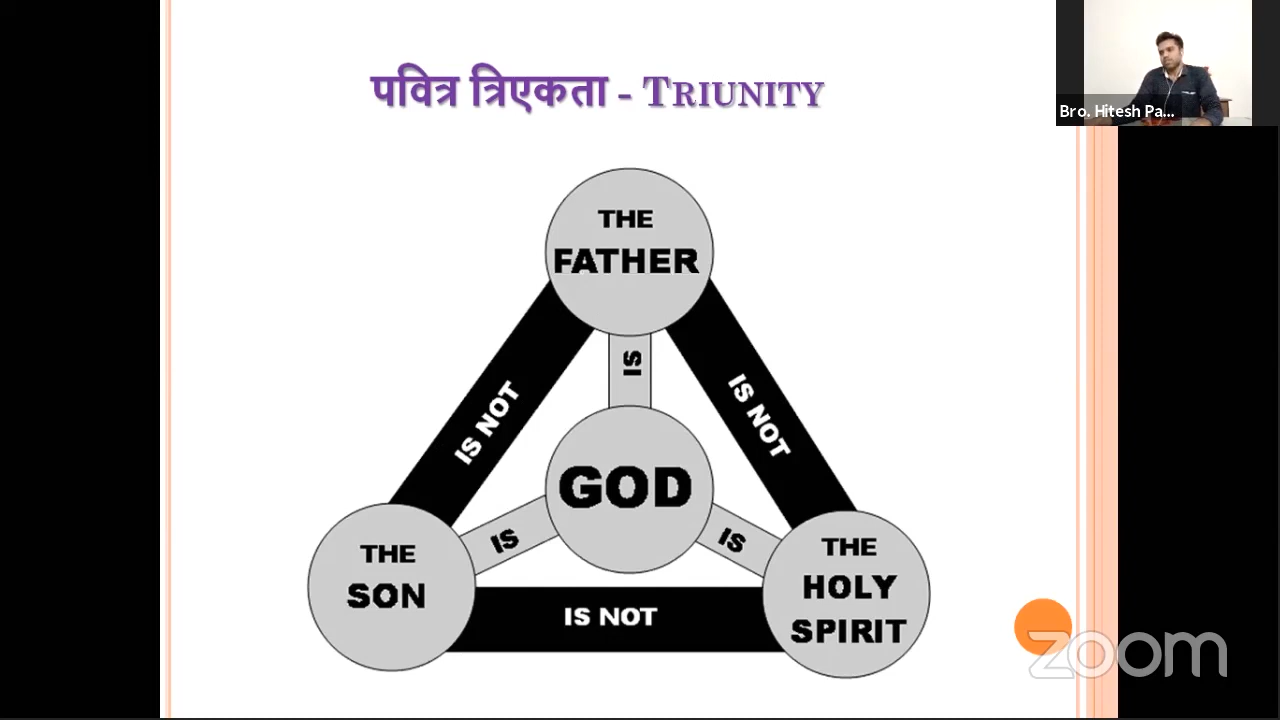 पवित्र त्रिएकता - TRIUNITY
Bro. Hitesh Pa...
THE
FATHER
IS NOT
IS
IS NOT
GOD
IS
IS
THE
SON
IS NOT
THE
HOLY
SPIRIT
zoom